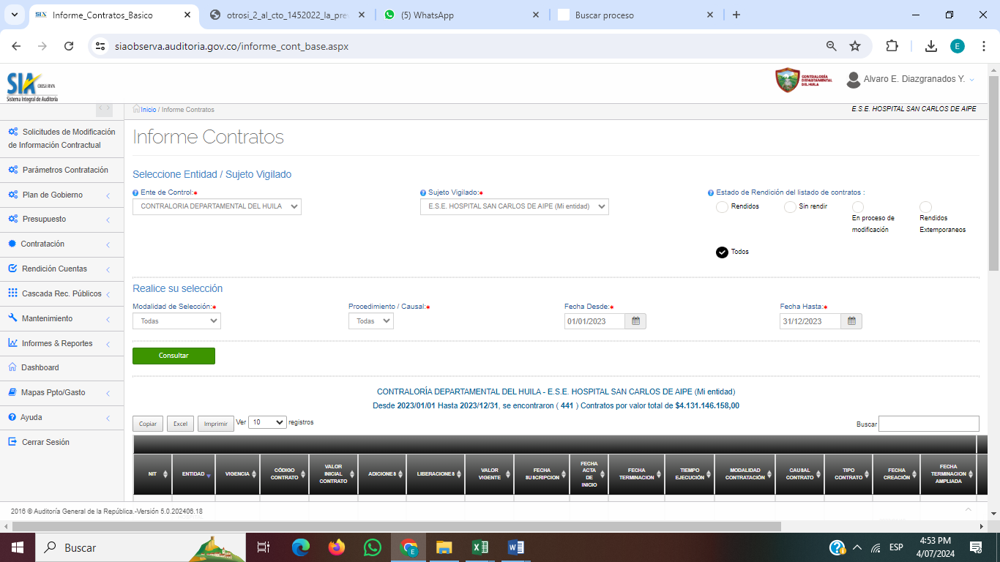 Informe_Contratos_Basico
otrosi_2_al_cto_1452022_la_prev
(5) WhatsApp
Buscar proceso
siaobserva.auditoria.gov.co/informe_cont_base.aspx
E
SIA OBSERVA
Sistema Integral de Auditoría
CONTRALORÍA
DEPARTAMENTAL
DEL HUILA
Alvaro E. Diazgranados Y.
Inicio / Informe Contratos
E.S.E. HOSPITAL SAN CARLOS DE AIPE
Solicitudes de Modificación
de Información Contractual
Parámetros Contratación
Plan de Gobierno
Presupuesto
Contratación
Rendición Cuentas
Cascada Rec. Públicos
Mantenimiento
Informes & Reportes
Dashboard
Mapas Ppto/Gasto
Ayuda
Cerrar Sesión
Informe Contratos
Seleccione Entidad / Sujeto Vigilado
Ente de Control:*
CONTRALORIA DEPARTAMENTAL DEL HUILA
Sujeto Vigilado:*
E.S.E. HOSPITAL SAN CARLOS DE AIPE (Mi entidad)
Estado de Rendición del listado de contratos :
Rendidos
Sin rendir
En proceso de
modificación
Rendidos
Extemporaneos
Todos
Realice su selección
Modalidad de Selección:*
Todas
Procedimiento / Causal:*
Todas
Fecha Desde:*
01/01/2023
Fecha Hasta:*
31/12/2023
Consultar
CONTRALORÍA DEPARTAMENTAL DEL HUILA - E.S.E. HOSPITAL SAN CARLOS DE AIPE (Mi entidad)
Desde 2023/01/01 Hasta 2023/12/31, se encontraron ( 441 ) Contratos por valor total de $4.131.146.158,00
Copiar
Excel
Imprimir
Ver 10 registros
Buscar
NIT
ENTIDAD
VIGENCIA
CÓDIGO
CONTRATO
VALOR
INICIAL
CONTRATO
ADICIONES
LIBERACIONES
VALOR
VIGENTE
FECHA
SUSCRIPCION
FECHA
ACTA
DE
INICIO
FECHA
TERMINACION
TIEMPO
EJECUCIÓN
MODALIDAD
CONTRATACIÓN
CAUSAL
CONTRATO
TIPO
CONTRATO
FECHA
CREACIÓN
FECHA
TERMINACION
AMPLIADA
2016 © Auditoría General de la República.-Versión 5.0.202406.18
Buscar
ESP
4:53 PM
4/07/2024